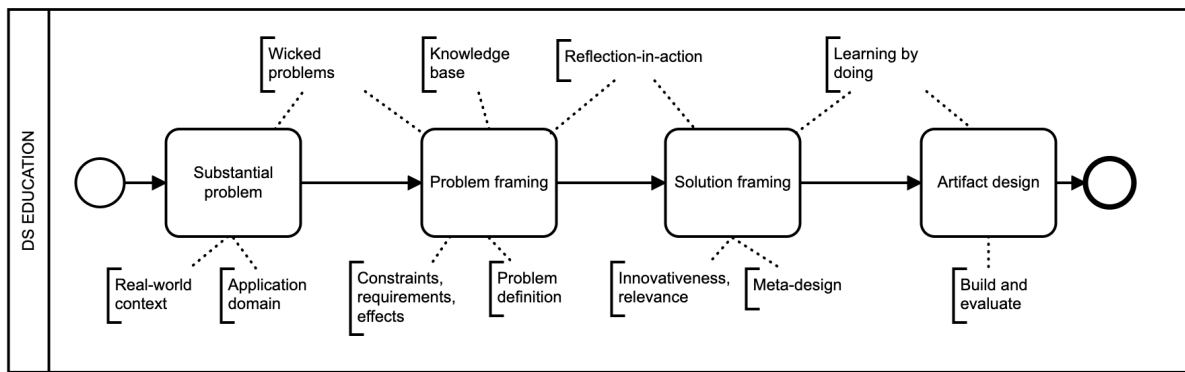 DS EDUCATION
Wicked
problems
Knowledge
base
Reflection-in-action
Learning by
doing
Substantial
problem
Problem framing
Solution framing
Artifact design
Real-world
context
Application
domain
Constraints,
requirements,
effects
Problem
definition
Innovativeness,
relevance
Meta-design
Build and
evaluate